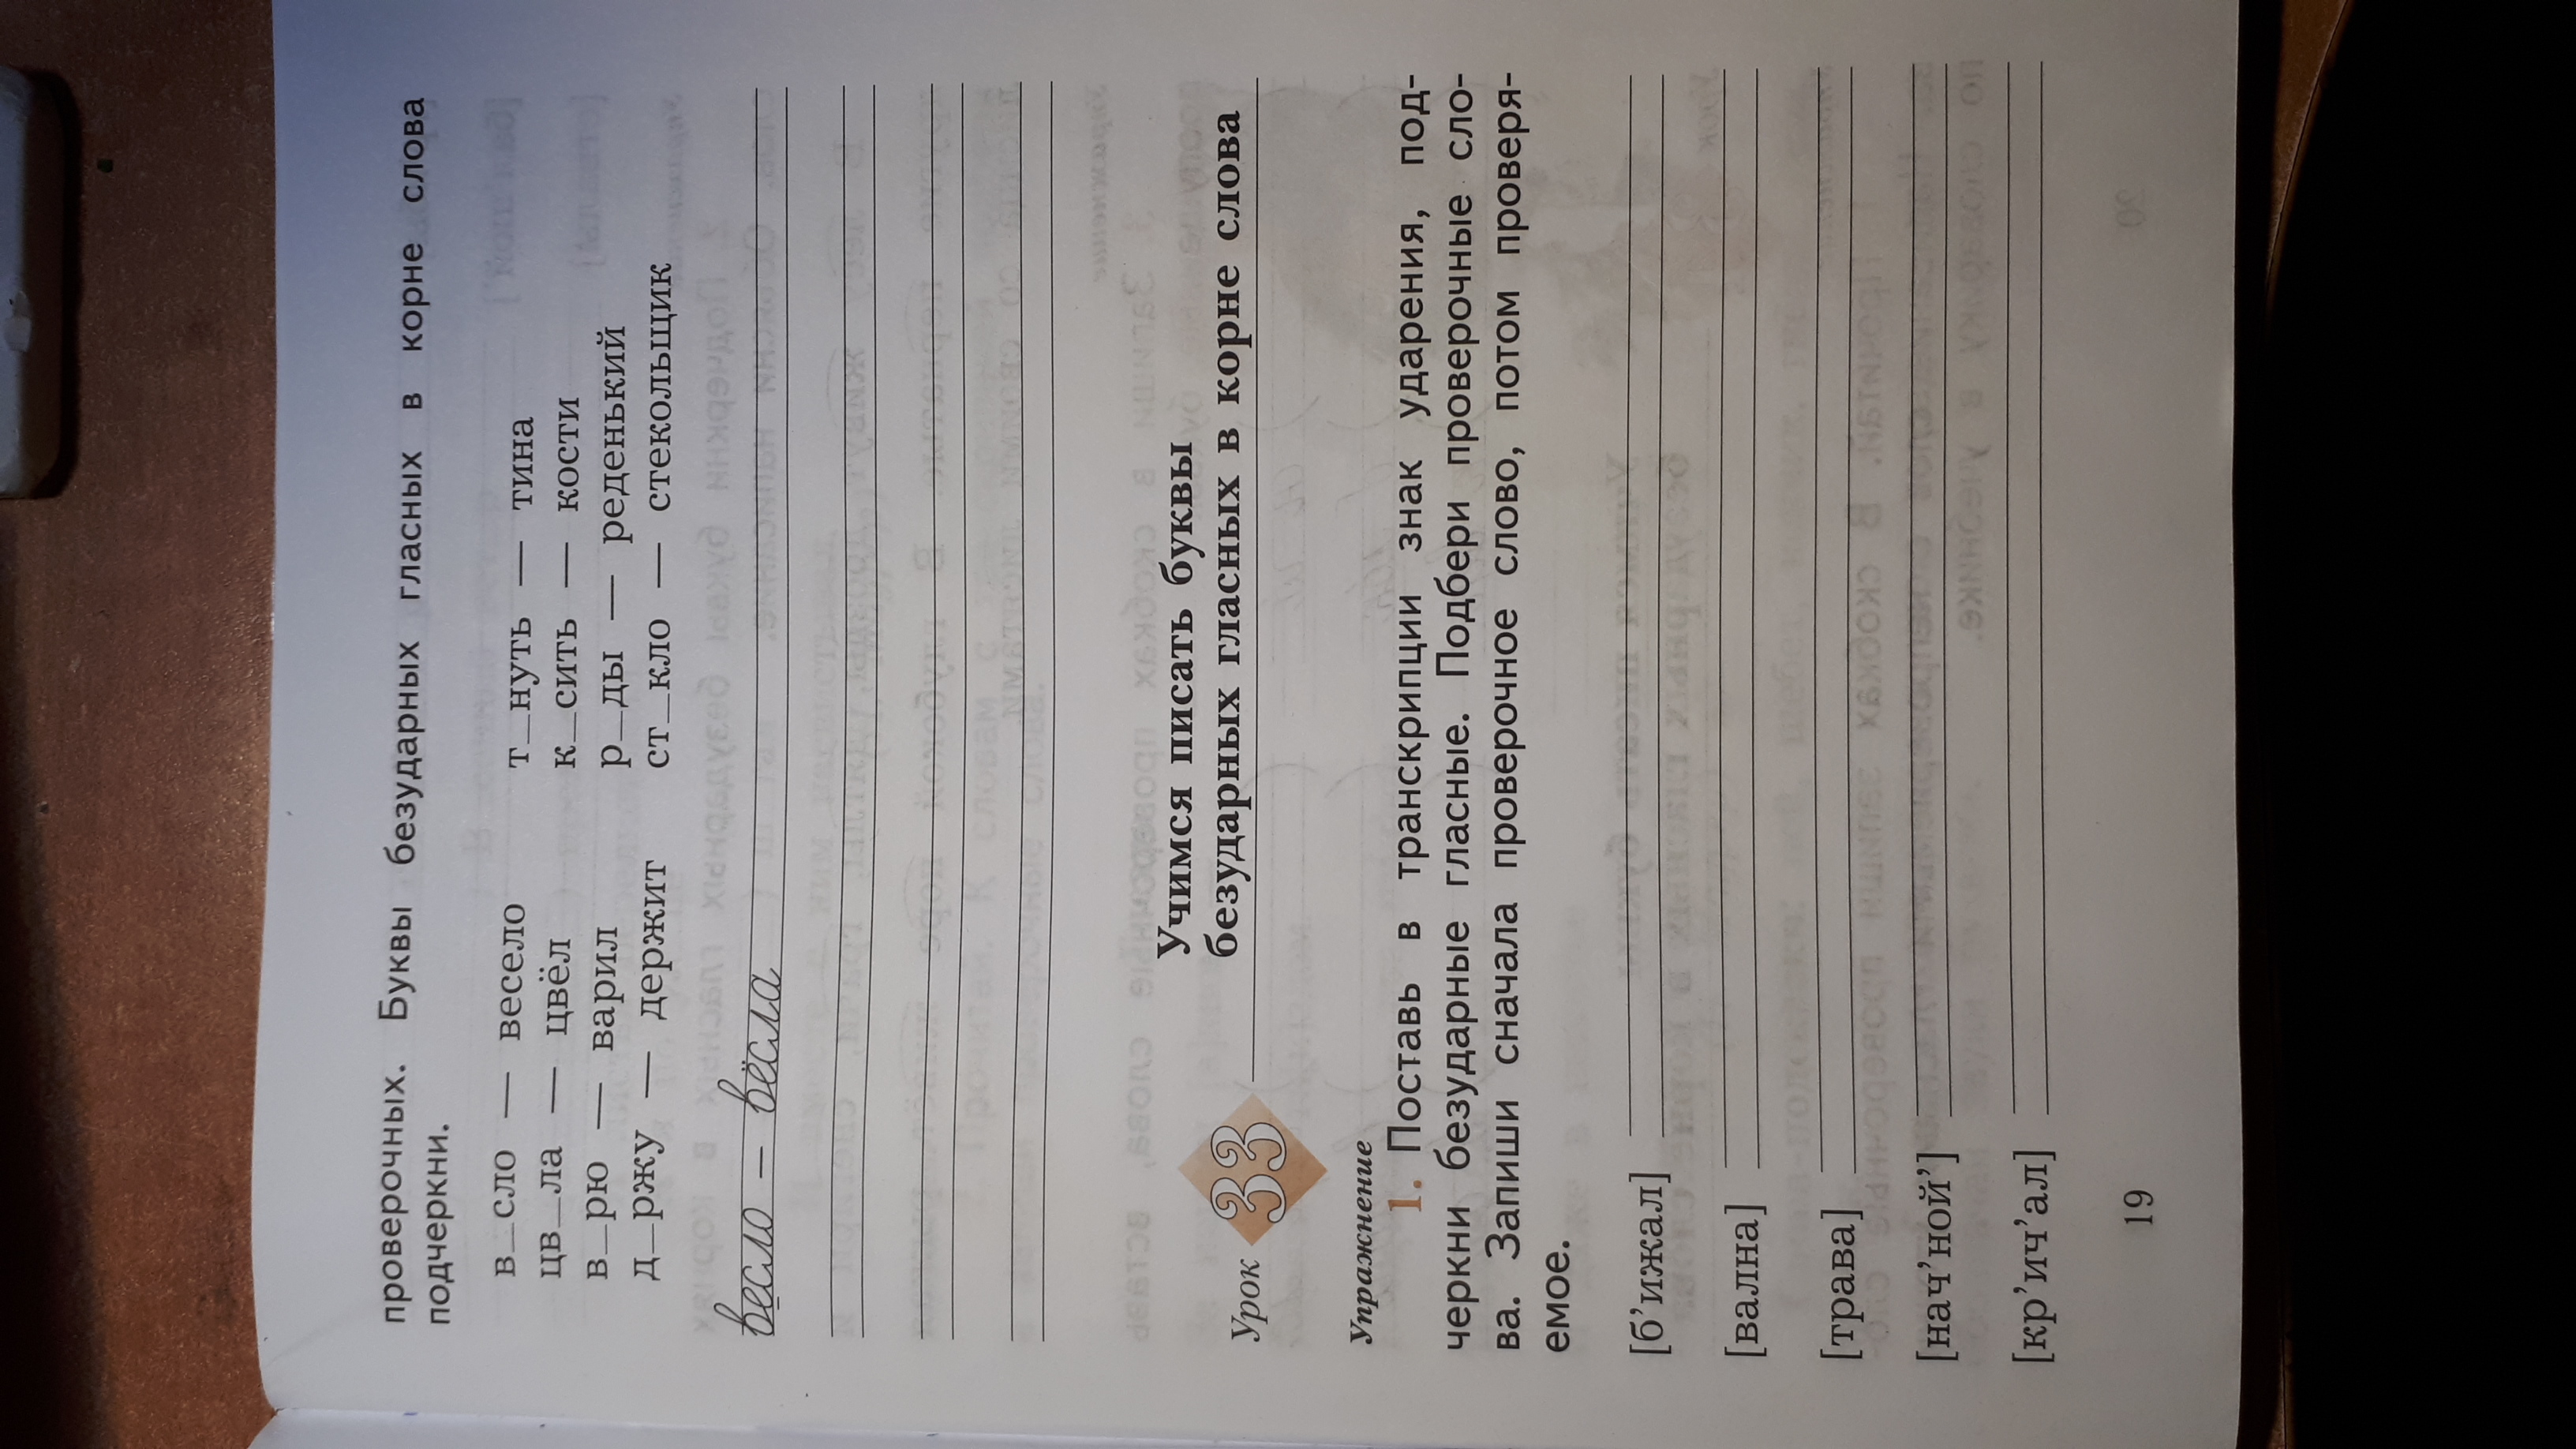 проверочных. Буквы безударных гласных в корне слова
подчеркни.
в_сло — весело т_нуть — тина
цв_ла — цвёл к_сить — кости
в_рю — варил р_ды — реденький
д_ржу — держит ст_кло — стекольщик
весло – вёсла
Урок 33
Учимся писать буквы
безударных гласных в корне слова
Упражнение
1. Поставь в транскрипции знак ударения, под-
черкни безударные гласные. Подбери проверочные сло-
ва. Запиши сначала проверочное слово, потом проверя-
емое.
[б’ижал]
[вална]
[трава]
[нач’ной’]
[кр’ич’ал]
19